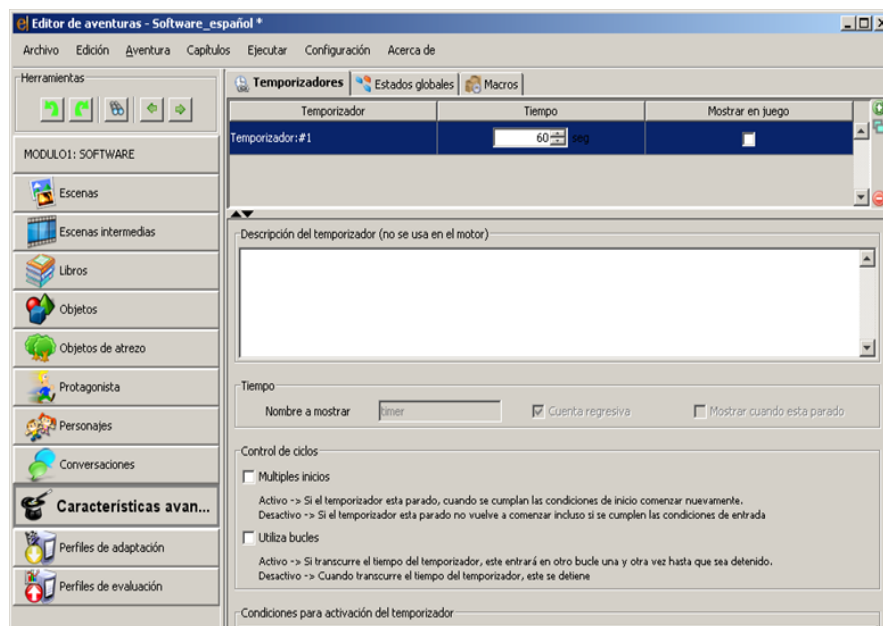 Editor de aventuras - Software_español *
Archivo Edición Aventura Capítulos Ejecutar Configuración Acerca de
Herramientas
MODULO1: SOFTWARE
Escenas
Escenas intermedias
Libros
Objetos
Objetos de atrezo
Protagonista
Personajes
Conversaciones
Características avan...
Perfiles de adaptación
Perfiles de evaluación
Temporizadores Estados globales Macros
Temporizador Tiempo Mostrar en juego
Temporizador:#1 60 seg
Descripción del temporizador (no se usa en el motor)
Tiempo
Nombre a mostrar timer Cuenta regresiva Mostrar cuando esta parado
Control de ciclos
Multiples inicios
Activo -> Si el temporizador esta parado, cuando se cumplan las condiciones de inicio comenzar nuevamente.
Desactivo -> Si el temporizador esta parado no vuelve a comenzar incluso si se cumplen las condiciones de entrada
Utiliza bucles
Activo -> Si transcurre el tiempo del temporizador, este entrará en otro bucle una y otra vez hasta que sea detenido.
Desactivo -> Cuando transcurre el tiempo del temporizador, este se detiene
Condiciones para activación del temporizador